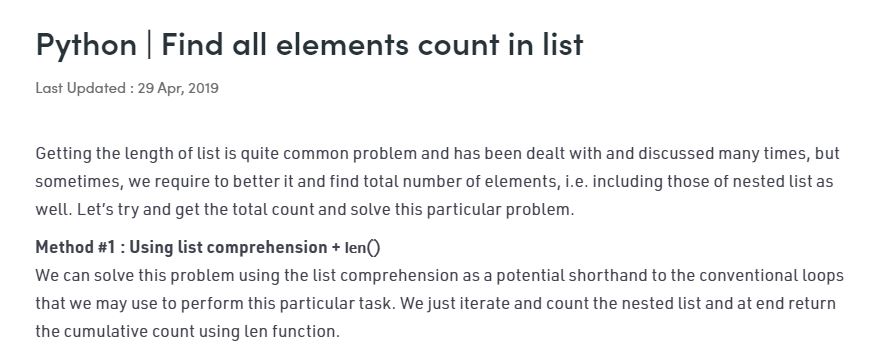 Python | Find all elements count in list
Last Updated : 29 Apr, 2019
Getting the length of list is quite common problem and has been dealt with and discussed many times, but
sometimes, we require to better it and find total number of elements, i.e. including those of nested list as
well. Let’s try and get the total count and solve this particular problem.
Method #1 : Using list comprehension + len()
We can solve this problem using the list comprehension as a potential shorthand to the conventional loops
that we may use to perform this particular task. We just iterate and count the nested list and at end return
the cumulative count using len function.